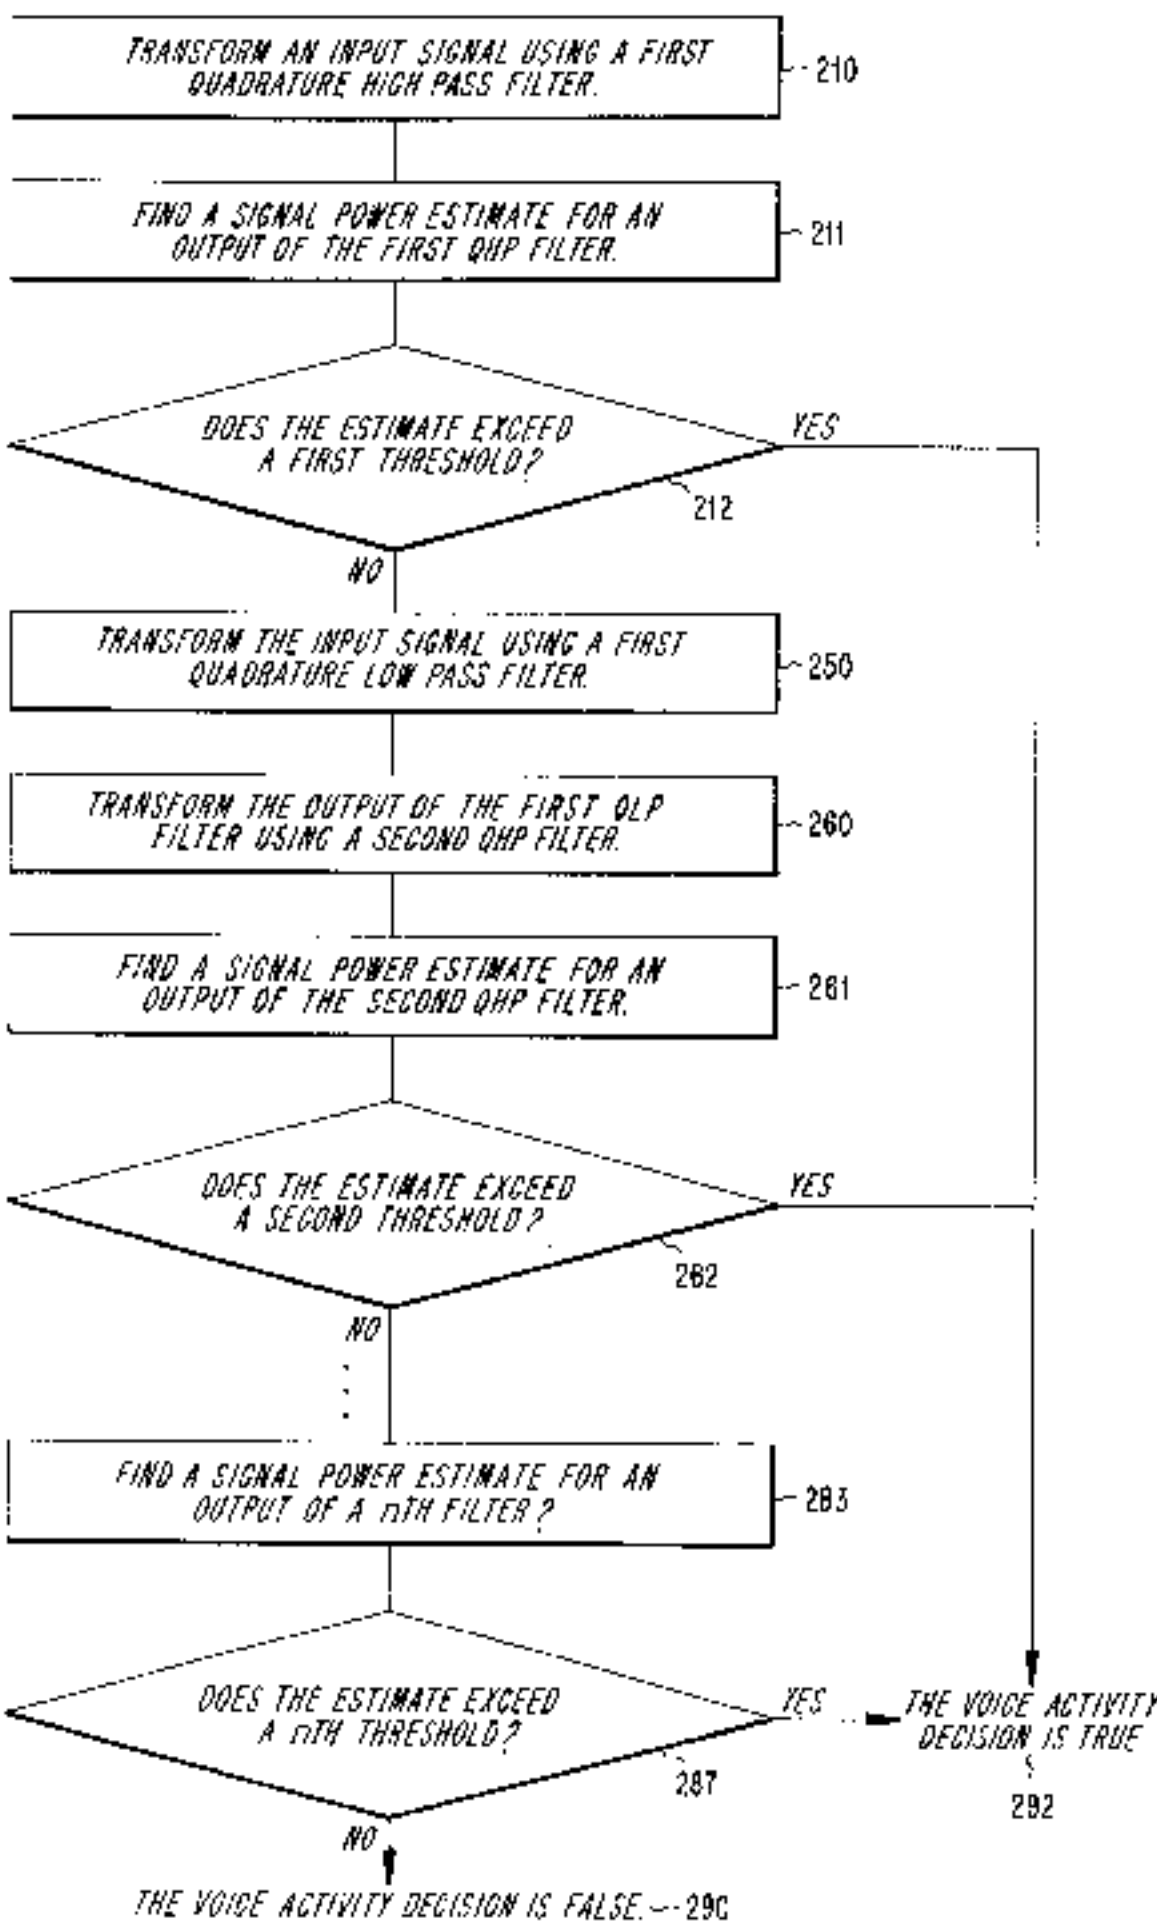 TRANSFORM AN INPUT SIGNAL USING A FIRST
QUADRATURE HIGH PASS FILTER.
210
FIND A SIGNAL POWER ESTIMATE FOR AN
OUTPUT OF THE FIRST QHP FILTER.
211
DOES THE ESTIMATE EXCEED
A FIRST THRESHOLD?
YES
212
NO
TRANSFORM THE INPUT SIGNAL USING A FIRST
QUADRATURE LOW PASS FILTER.
250
TRANSFORM THE OUTPUT OF THE FIRST QLP
FILTER USING A SECOND QHP FILTER.
260
FIND A SIGNAL POWER ESTIMATE FOR AN
OUTPUT OF THE SECOND QHP FILTER.
261
DOES THE ESTIMATE EXCEED
A SECOND THRESHOLD?
YES
262
NO
FIND A SIGNAL POWER ESTIMATE FOR AN
OUTPUT OF A nTH FILTER?
283
DOES THE ESTIMATE EXCEED
A nTH THRESHOLD?
YES
287
THE VOICE ACTIVITY
DECISION IS TRUE
292
NO
THE VOICE ACTIVITY DECISION IS FALSE. 290